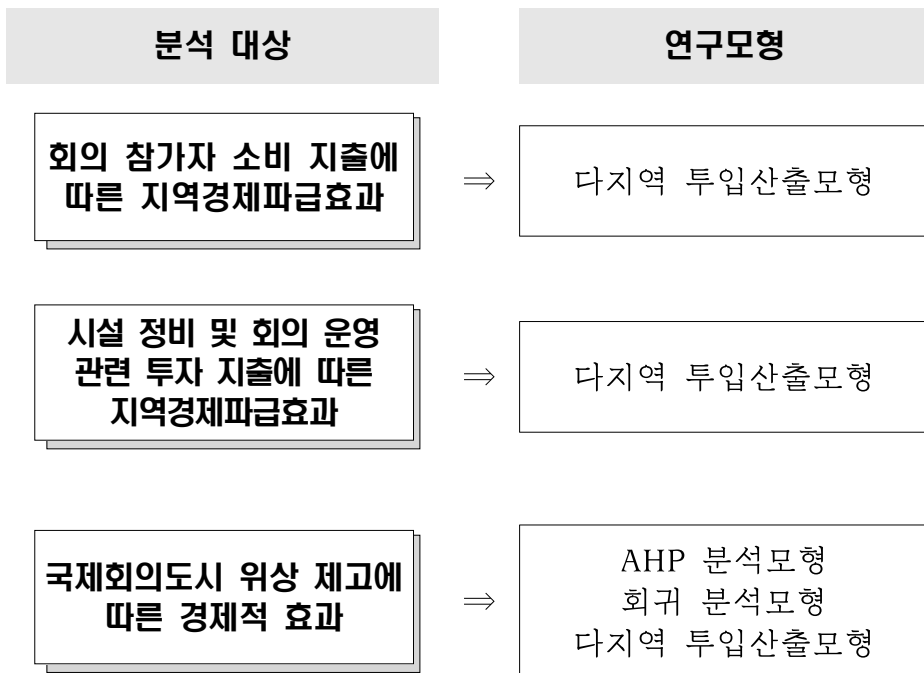 분석 대상
연구모형
회의 참가자 소비 지출에
따른 지역경제파급효과
⇒
다지역 투입산출모형
시설 정비 및 회의 운영
관련 투자 지출에 따른
지역경제파급효과
⇒
다지역 투입산출모형
국제회의도시 위상 제고에
따른 경제적 효과
⇒
AHP 분석모형
회귀 분석모형
다지역 투입산출모형